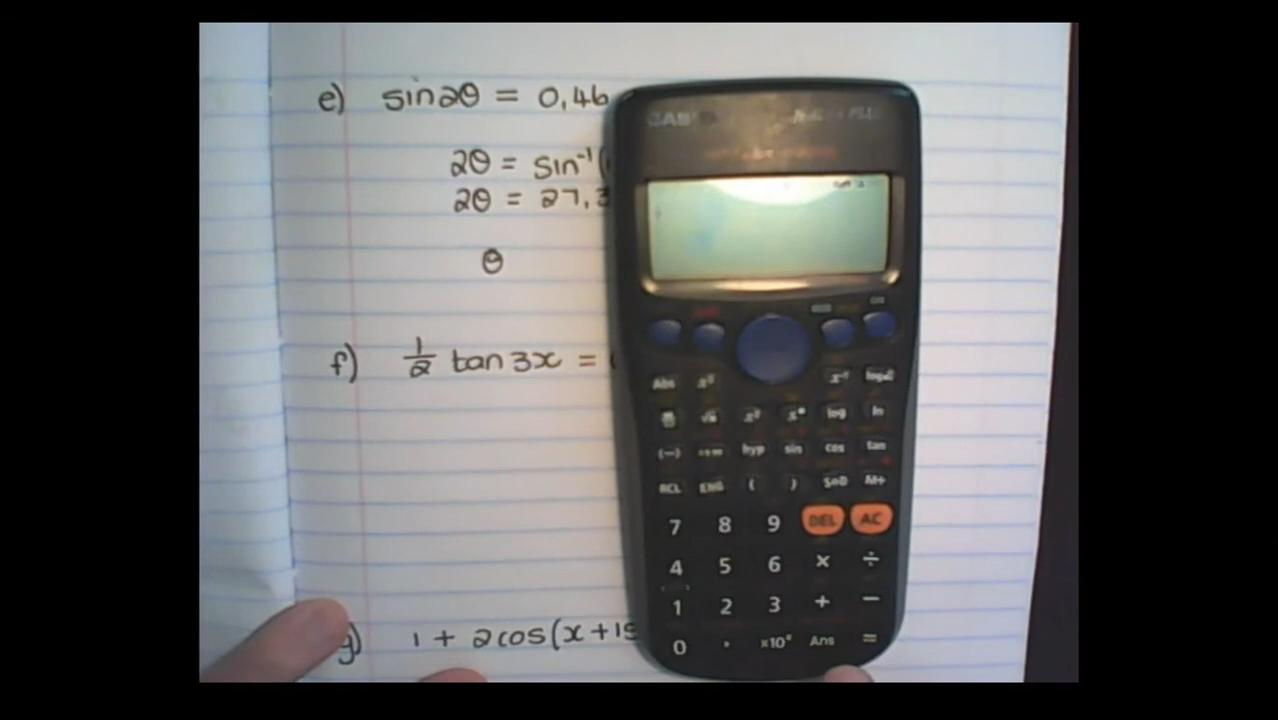 e) sin2θ = 0,46
2θ = sin⁻¹(
2θ = 27,3
θ
f) 1/2 tan 3x =
g) 1 + 2cos(x+15
Abs x³ x⁻¹
x² log ln
(−) hyp sin cos tan
RCL ENG ( ) S⇔D M+
7 8 9 DEL AC
4 5 6 × ÷
1 2 3 + −
0 . ×10ˣ Ans =